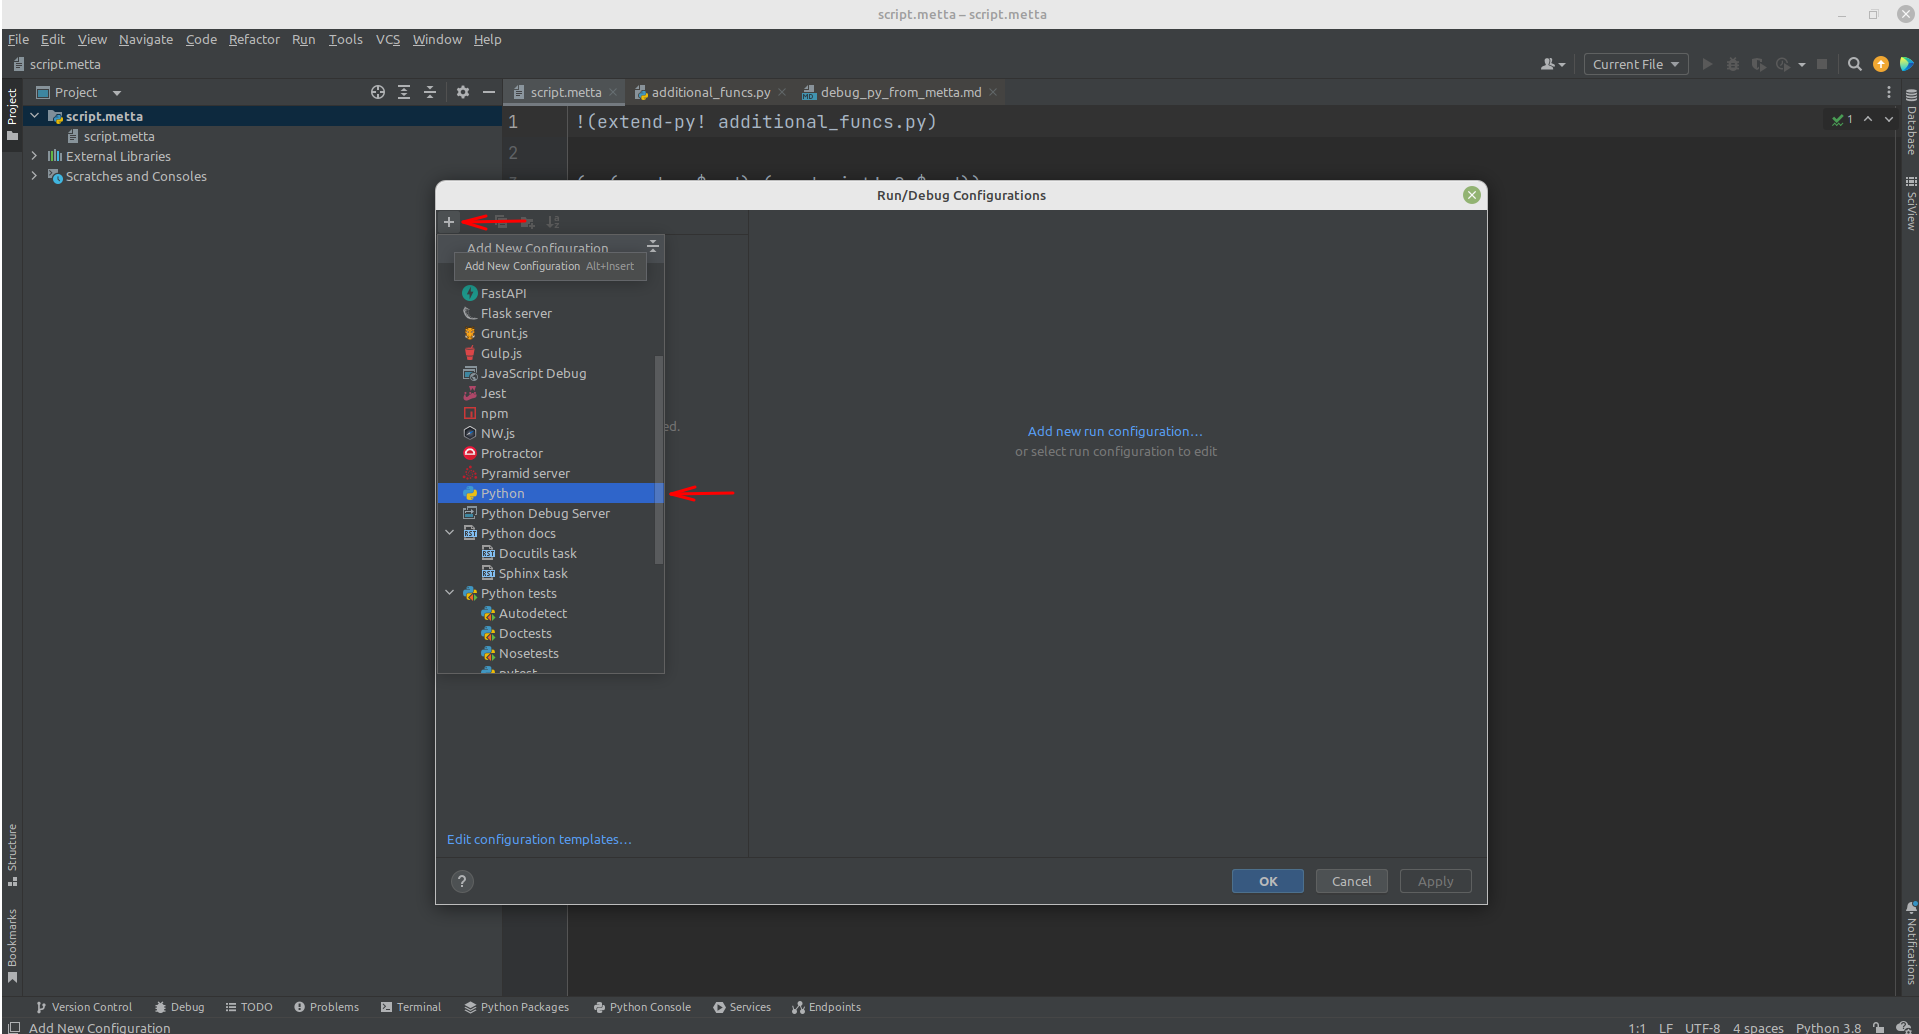 script.metta – script.metta
File Edit View Navigate Code Refactor Run Tools VCS Window Help
script.metta
Current File
Project
script.metta
additional_funcs.py
debug_py_from_metta.md
Project
Structure
Bookmarks
script.metta
script.metta
External Libraries
Scratches and Consoles
1 !(extend-py! additional_funcs.py)
2
1
Database
SciView
Notifications
Run/Debug Configurations
Add New Configuration
Add New Configuration Alt+Insert
FastAPI
Flask server
Grunt.js
Gulp.js
JavaScript Debug
Jest
npm
NW.js
Protractor
Pyramid server
Python
Python Debug Server
Python docs
Docutils task
Sphinx task
Python tests
Autodetect
Doctests
Nosetests
pytest
ed.
Add new run configuration…
or select run configuration to edit
Edit configuration templates…
?
OK
Cancel
Apply
Version Control
Debug
TODO
Problems
Terminal
Python Packages
Python Console
Services
Endpoints
Add New Configuration
1:1 LF UTF-8 4 spaces Python 3.8